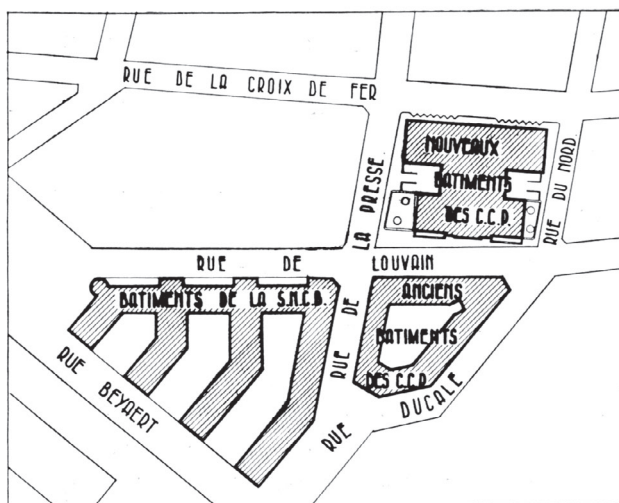 RUE DE LA CROIX DE FER
NOUVEAUX
BATIMENTS
DES C.C.P.
RUE DU NORD.
RUE DE LA PRESSE
RUE DE LOUVAIN
BATIMENTS DE LA S.N.C.B.
ANCIENS
BATIMENTS
DES C.C.P.
RUE BEYAERT
RUE DUCALE